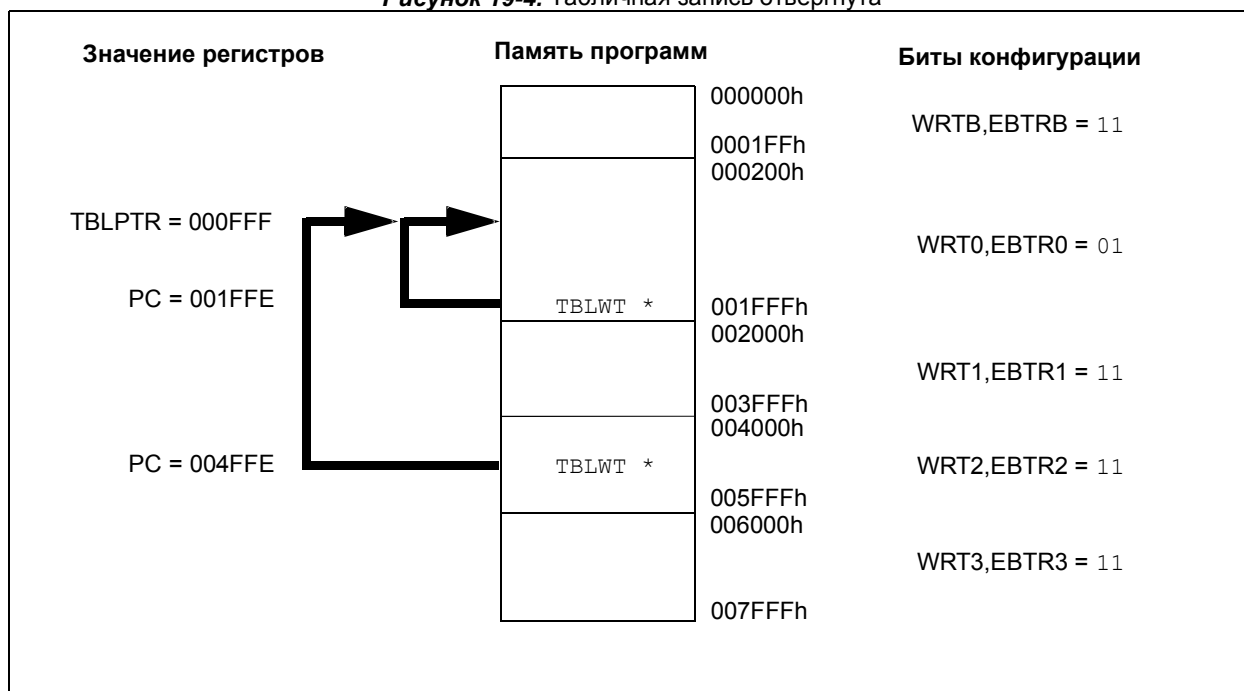 Рисунок 19-4. Табличная запись отвергнута
Значение регистров
Память программ
Биты конфигурации
000000h
WRTB,EBTRB = 11
0001FFh
000200h
TBLPTR = 000FFF
WRT0,EBTR0 = 01
PC = 001FFE
TBLWT *
001FFFh
002000h
WRT1,EBTR1 = 11
003FFFh
004000h
PC = 004FFE
TBLWT *
WRT2,EBTR2 = 11
005FFFh
006000h
WRT3,EBTR3 = 11
007FFFh